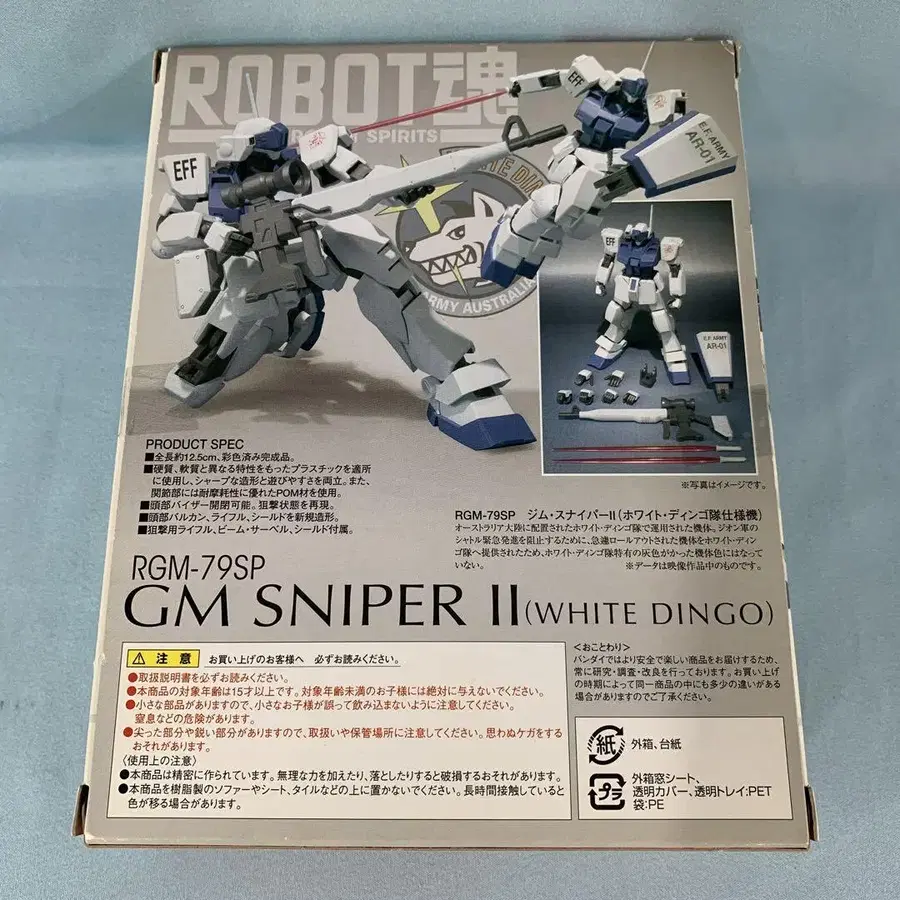 ROBOT魂
SPIRITS
EFF
E.F. ARMY
AR-01
ARMY AUSTRALIA
EFF
E.F. ARMY
AR-01
※写真はイメージです。
PRODUCT SPEC
■全長約12.5cm、彩色済み完成品。
■硬質、軟質と異なる特性をもったプラスチックを適所
に使用し、シャープな造形と遊びやすさを両立。また、
関節部には耐摩耗性に優れたPOM材を使用。
■頭部バイザー開閉可能。狙撃状態を再現。
■頭部バルカン、ライフル、シールドを新規造形。
■狙撃用ライフル、ビーム・サーベル、シールド付属。
RGM-79SP ジム・スナイパーII(ホワイト・ディンゴ隊仕様機)
オーストラリア大陸に配置されたホワイト・ディンゴ隊で運用された機体。ジオン軍の
シャトル緊急発進を阻止するために、急遽ロールアウトされた機体をホワイト・ディン
ゴ隊へ提供されたため、ホワイト・ディンゴ隊特有の灰色がかった機体色にはなって
いない。
※データは映像作品中のものです。
RGM-79SP
GM SNIPER II(WHITE DINGO)
注意 お買い上げのお客様へ 必ずお読みください。
●取扱説明書を必ずお読みください。
●本商品の対象年齢は15才以上です。対象年齢未満のお子様には絶対に与えないでください。
●小さな部品がありますので、小さなお子様が誤って飲み込まないように注意してください。
窒息などの危険があります。
●尖った部分や鋭い部分がありますので、取扱いや保管場所に注意してください。思わぬケガをする
おそれがあります。
〈使用上の注意〉
●本商品は精密に作られています。無理な力を加えたり、落としたりすると破損するおそれがあります。
●本商品を樹脂製のソファーやシート、タイルなどの上に置かないでください。長時間接触していると
色が移る場合があります。
<おことわり>
バンダイではより安全で楽しい商品をお届けするため、
常に研究・調査・改良を行っております。お買い上げ
の時期によって同一商品の中にも多少の違いがある
場合がありますのでご了承ください。
紙 外箱、台紙
プラ 外箱窓シート、
透明カバー、透明トレイ:PET
袋:PE